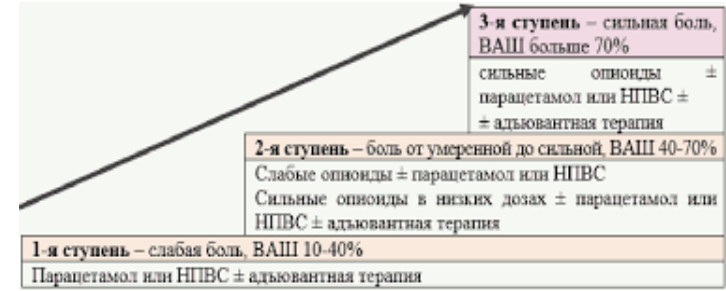 3-я ступень – сильная боль,
ВАШ больше 70%
сильные опиоиды ±
парацетамол или НПВС ±
± адъювантная терапия
2-я ступень – боль от умеренной до сильной, ВАШ 40-70%
Слабые опиоиды ± парацетамол или НПВС
Сильные опиоиды в низких дозах ± парацетамол или
НПВС ± адъювантная терапия
1-я ступень – слабая боль, ВАШ 10-40%
Парацетамол или НПВС ± адъювантная терапия